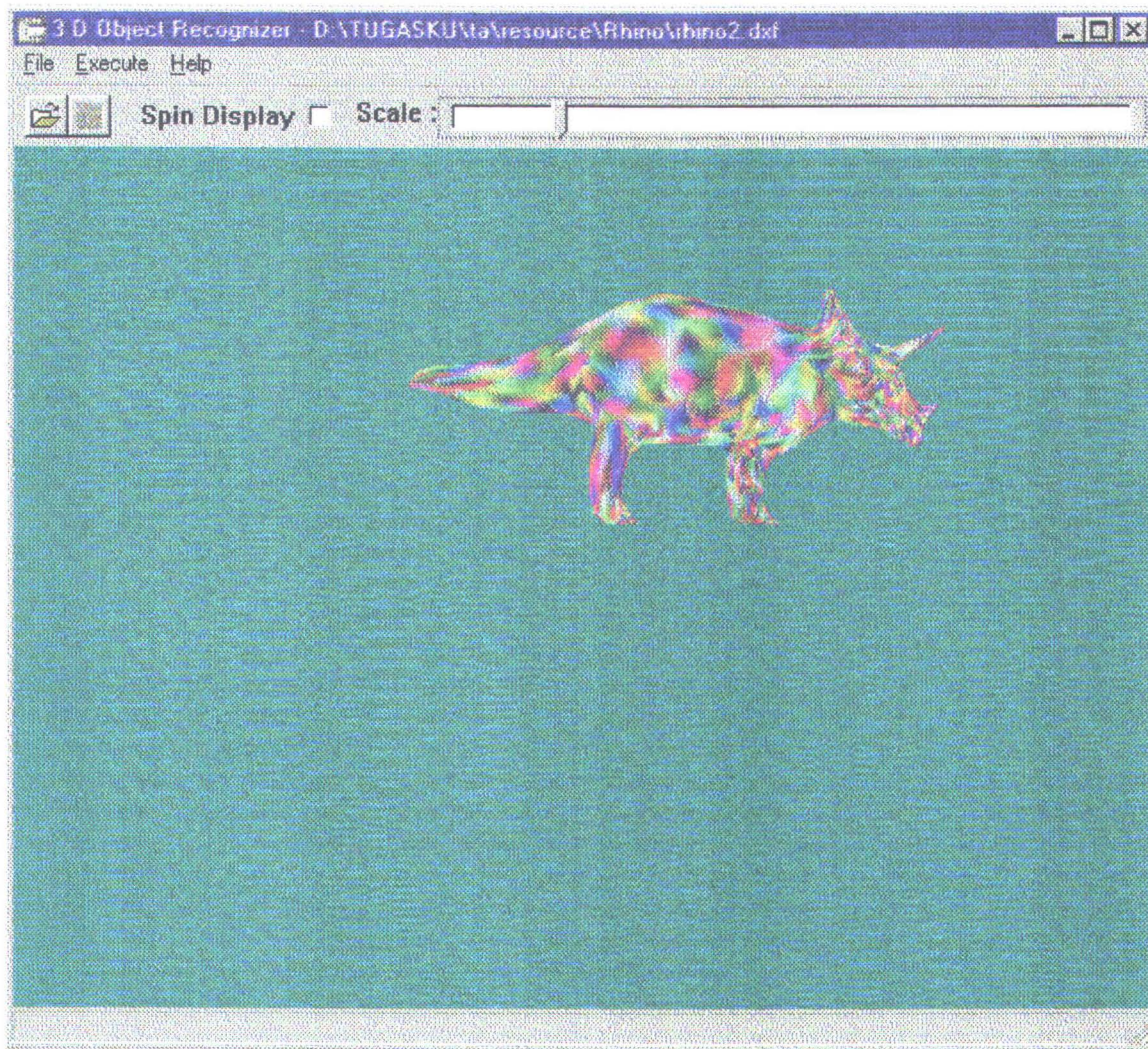 3 D Object Recognizer - D:\TUGASKU\ta\resource\Rhino\rhino2.dxf
File Execute Help
Spin Display Scale :